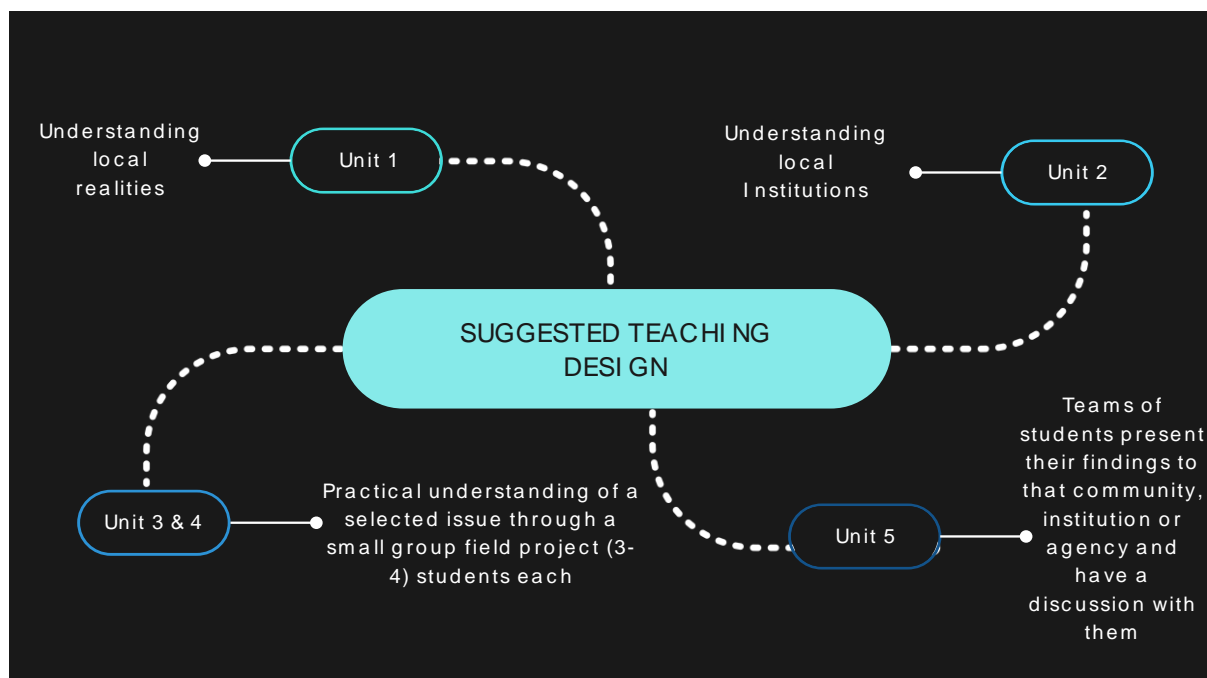 Understanding
local
realities
Unit 1
Understanding
local
Institutions
Unit 2
SUGGESTED TEACHING
DESIGN
Unit 3 & 4
Practical understanding of a
selected issue through a
small group field project (3-
4) students each
Unit 5
Teams of
students present
their findings to
that community,
institution or
agency and
have a
discussion with
them